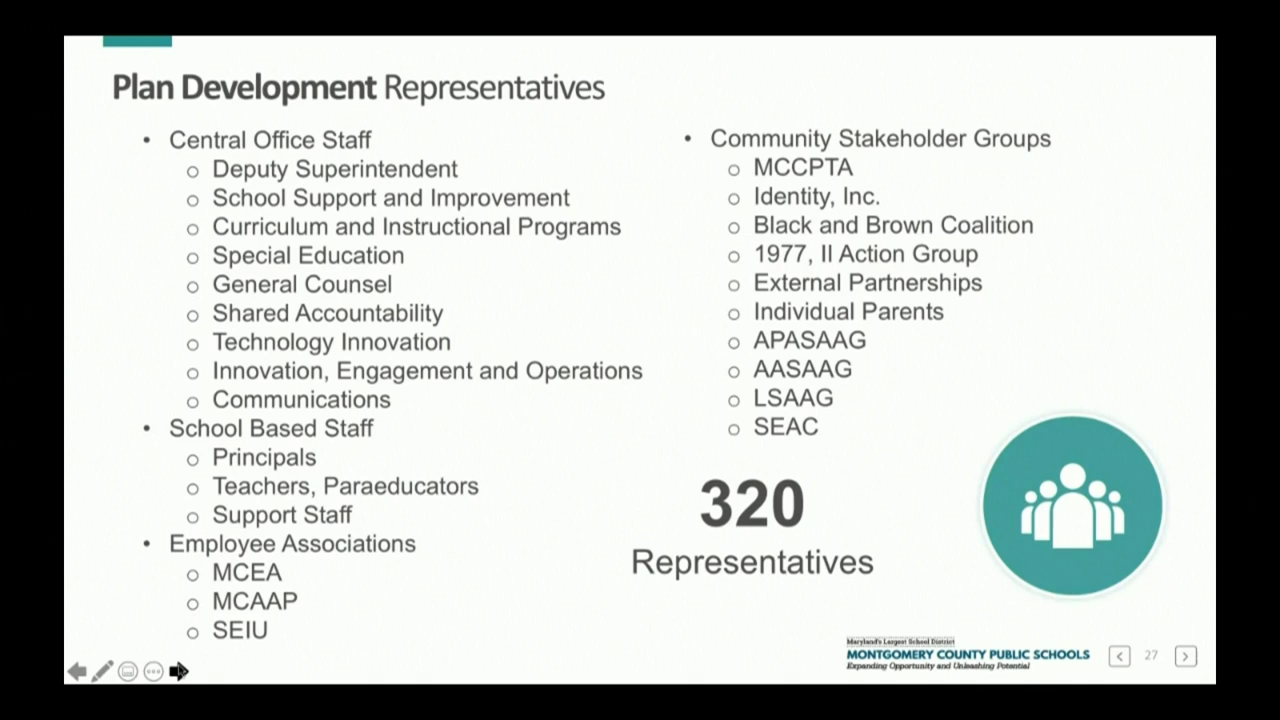 Plan Development Representatives
• Central Office Staff
o Deputy Superintendent
o School Support and Improvement
o Curriculum and Instructional Programs
o Special Education
o General Counsel
o Shared Accountability
o Technology Innovation
o Innovation, Engagement and Operations
o Communications
• School Based Staff
o Principals
o Teachers, Paraeducators
o Support Staff
• Employee Associations
o MCEA
o MCAAP
o SEIU
• Community Stakeholder Groups
o MCCPTA
o Identity, Inc.
o Black and Brown Coalition
o 1977, II Action Group
o External Partnerships
o Individual Parents
o APASAAG
o AASAAG
o LSAAG
o SEAC
320
Representatives
Maryland's Largest School District
MONTGOMERY COUNTY PUBLIC SCHOOLS
Expanding Opportunity and Unleashing Potential
27